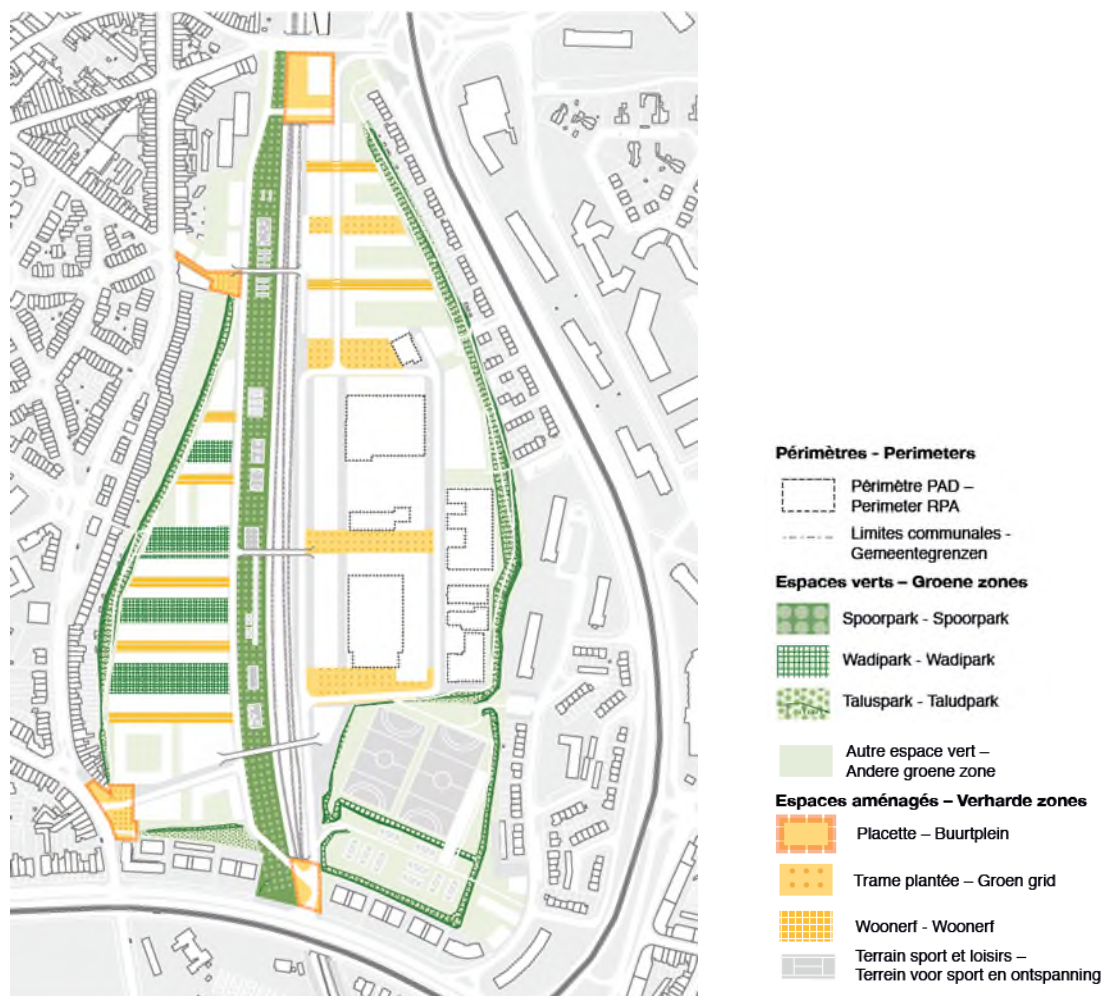 Périmètres - Perimeters
Périmètre PAD –
Perimeter RPA
Limites communales -
Gemeentegrenzen
Espaces verts – Groene zones
Spoorpark - Spoorpark
Wadipark - Wadipark
Taluspark - Taludpark
Autre espace vert –
Andere groene zone
Espaces aménagés – Verharde zones
Placette – Buurtplein
Trame plantée – Groen grid
Woonerf - Woonerf
Terrain sport et loisirs –
Terrein voor sport en ontspanning